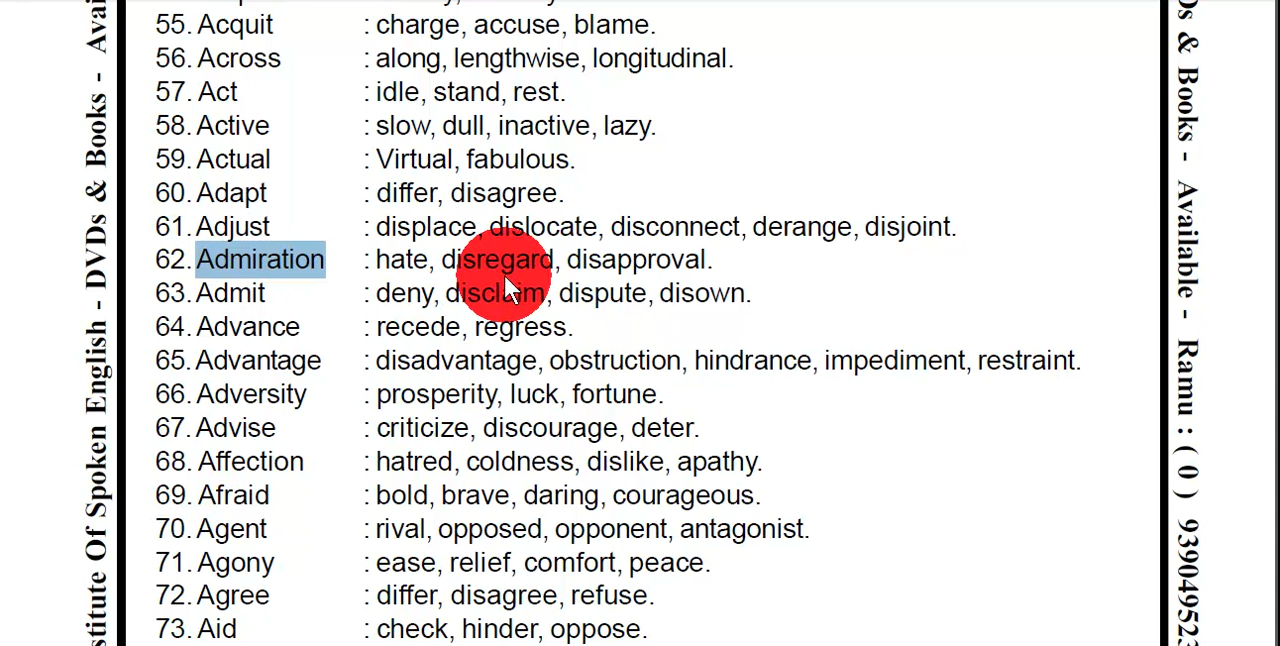 55. Acquit : charge, accuse, blame.
56. Across : along, lengthwise, longitudinal.
57. Act : idle, stand, rest.
58. Active : slow, dull, inactive, lazy.
59. Actual : Virtual, fabulous.
60. Adapt : differ, disagree.
61. Adjust : displace, dislocate, disconnect, derange, disjoint.
62. Admiration : hate, disregard, disapproval.
63. Admit : deny, disclaim, dispute, disown.
64. Advance : recede, regress.
65. Advantage : disadvantage, obstruction, hindrance, impediment, restraint.
66. Adversity : prosperity, luck, fortune.
67. Advise : criticize, discourage, deter.
68. Affection : hatred, coldness, dislike, apathy.
69. Afraid : bold, brave, daring, courageous.
70. Agent : rival, opposed, opponent, antagonist.
71. Agony : ease, relief, comfort, peace.
72. Agree : differ, disagree, refuse.
73. Aid : check, hinder, oppose.
Of Spoken English - DVDs & Books -
& Books - Available - Ramu : ( 0 )